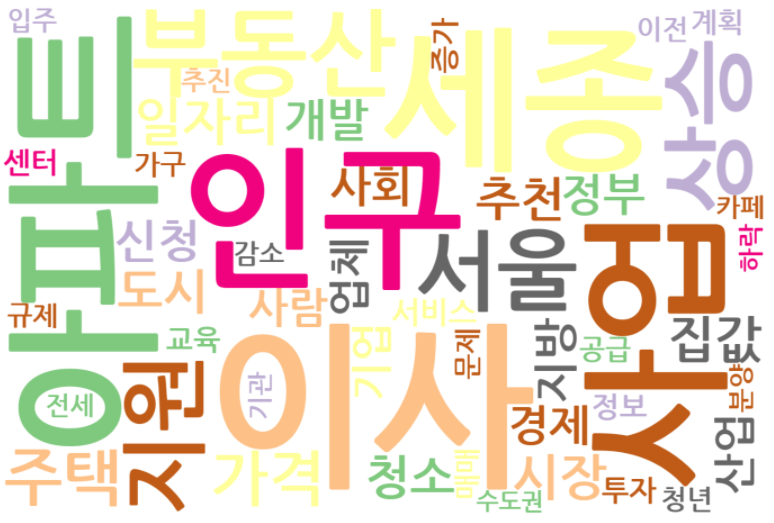 입주
부동산
세종
증가
이전
계획
추진
상승
일자리
개발
아파트
센터
가구
인구
사회
추천
정부
카페
신청
감소
업체
서울
사업
하락
도시
사람
서비스
규제
교육
이사
기업
문제
지방
공급
집값
지원
기관
전세
정보
분양
경제
주택
가격
청소
매매
시장
산업
투자
수도권
청년